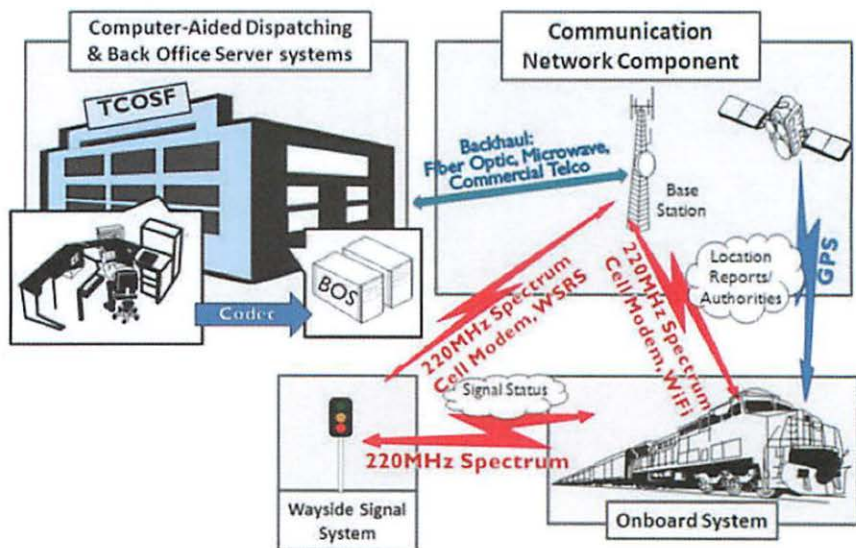 Computer-Aided Dispatching
& Back Office Server systems
TCOSF
Codec
BOS
Communication
Network Component
Backhaul:
Fiber Optic, Microwave,
Commercial Telco
Base
Station
Location
Reports/
Authorities
GPS
220MHz Spectrum
Cell Modem, WSRS
220MHz Spectrum
Cell Modem, WiFi
Signal Status
220MHz Spectrum
Wayside Signal
System
Onboard System